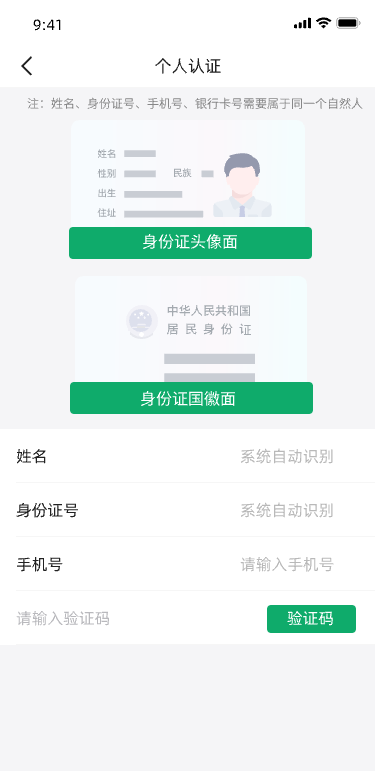 9:41
个人认证
注：姓名、身份证号、手机号、银行卡号需要属于同一个自然人
姓名
性别 民族
出生
住址
身份证头像面
中华人民共和国
居民身份证
身份证国徽面
姓名 系统自动识别
身份证号 系统自动识别
手机号 请输入手机号
请输入验证码 验证码